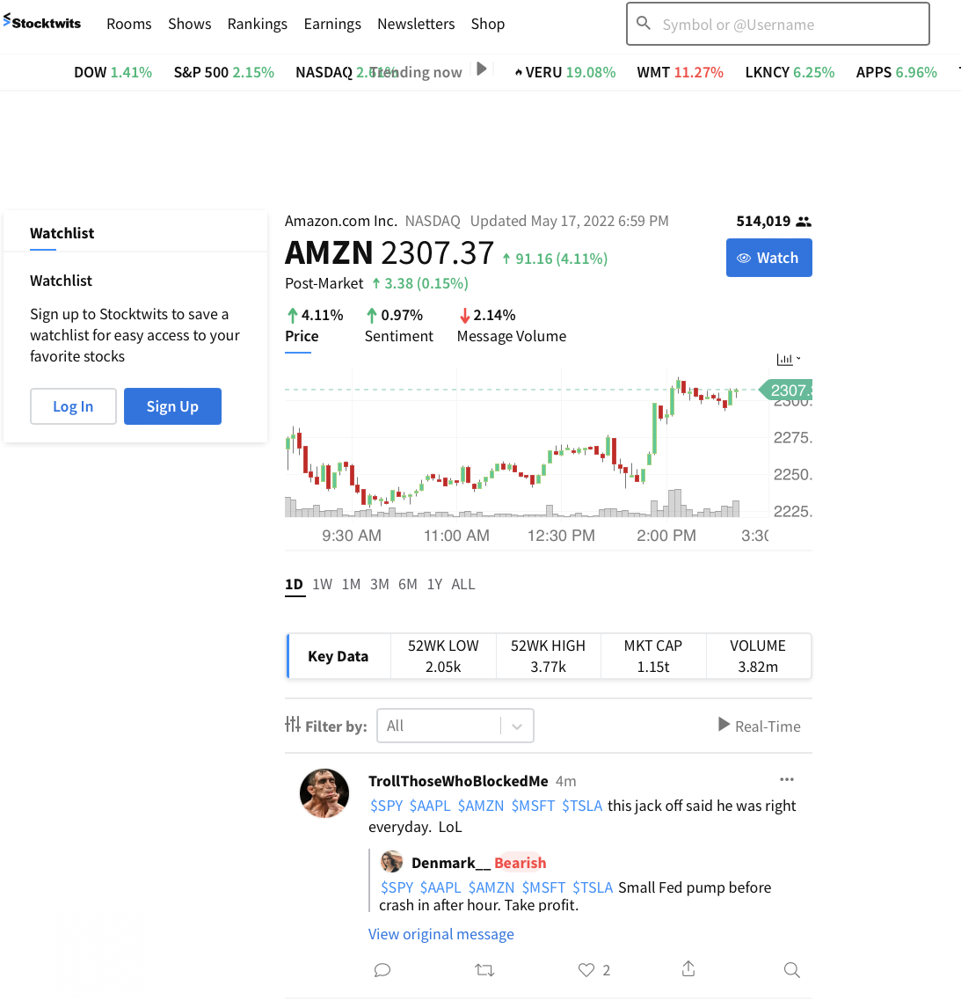 Stocktwits Rooms Shows Rankings Earnings Newsletters Shop Symbol or @Username
DOW 1.41% S&P 500 2.15% NASDAQ Trending now VERU 19.08% WMT 11.27% LKNCY 6.25% APPS 6.96%
Watchlist
Watchlist
Sign up to Stocktwits to save a
watchlist for easy access to your
favorite stocks
Log In Sign Up
Amazon.com Inc. NASDAQ Updated May 17, 2022 6:59 PM 514,019
AMZN 2307.37 91.16 (4.11%) Watch
Post-Market 3.38 (0.15%)
4.11% 0.97% 2.14%
Price Sentiment Message Volume
2307.
2300.
2275.
2250.
2225.
9:30 AM 11:00 AM 12:30 PM 2:00 PM 3:30
1D 1W 1M 3M 6M 1Y ALL
Key Data 52WK LOW 52WK HIGH MKT CAP VOLUME
2.05k 3.77k 1.15t 3.82m
Filter by: All Real-Time
TrollThoseWhoBlockedMe 4m
$SPY $AAPL $AMZN $MSFT $TSLA this jack off said he was right
everyday. LoL
Denmark__ Bearish
$SPY $AAPL $AMZN $MSFT $TSLA Small Fed pump before
crash in after hour. Take profit.
View original message
2